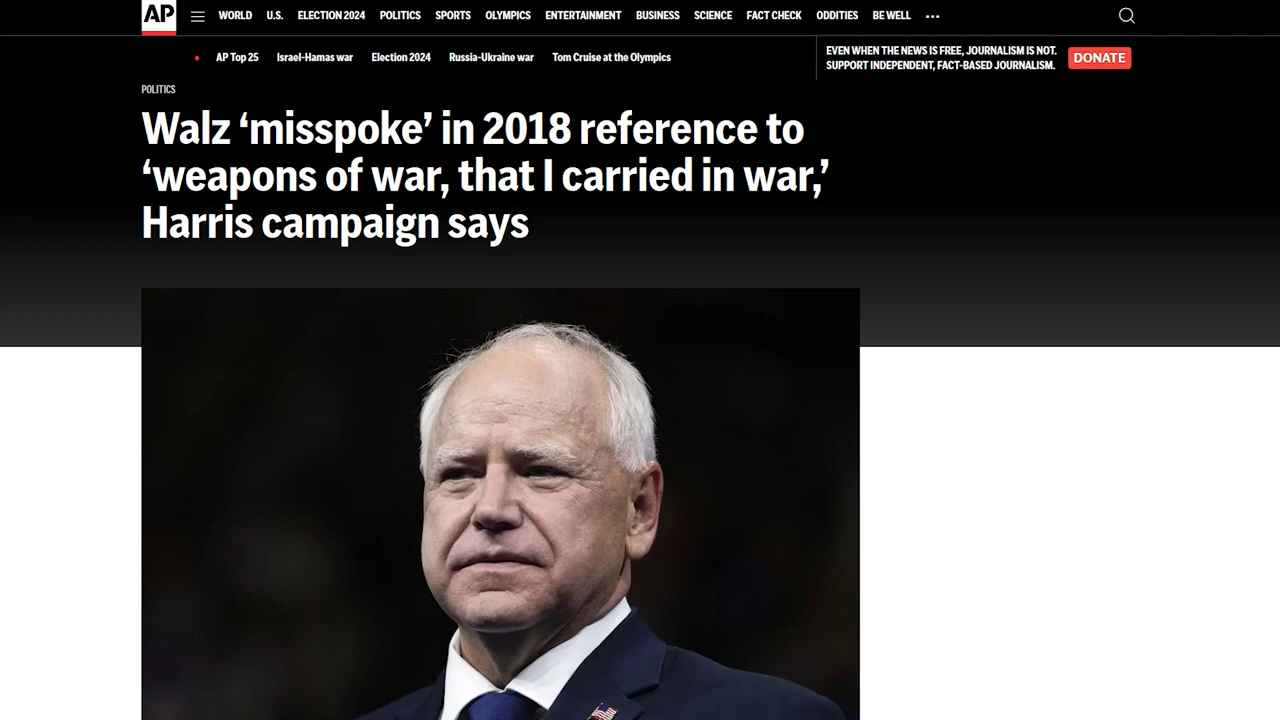 AP
WORLD U.S. ELECTION 2024 POLITICS SPORTS OLYMPICS ENTERTAINMENT BUSINESS SCIENCE FACT CHECK ODDITIES BE WELL
AP Top 25 Israel-Hamas war Election 2024 Russia-Ukraine war Tom Cruise at the Olympics
EVEN WHEN THE NEWS IS FREE, JOURNALISM IS NOT.
SUPPORT INDEPENDENT, FACT-BASED JOURNALISM.
DONATE
POLITICS
Walz ‘misspoke’ in 2018 reference to
‘weapons of war, that I carried in war,’
Harris campaign says